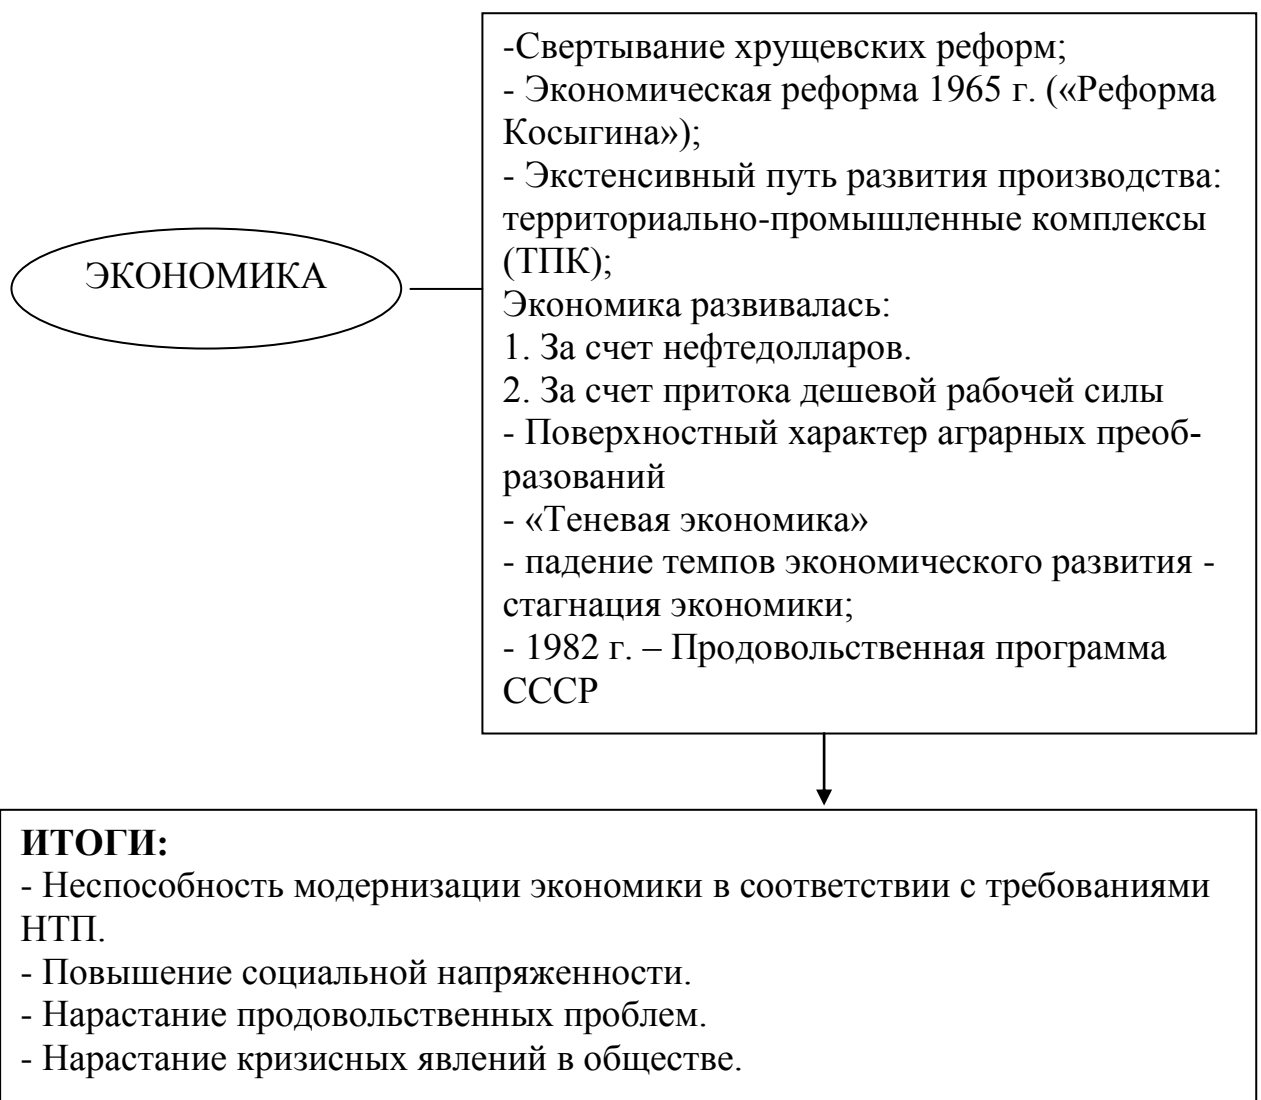 ЭКОНОМИКА
-Свертывание хрущевских реформ;
- Экономическая реформа 1965 г. («Реформа
Косыгина»);
- Экстенсивный путь развития производства:
территориально-промышленные комплексы
(ТПК);
Экономика развивалась:
1. За счет нефтедолларов.
2. За счет притока дешевой рабочей силы
- Поверхностный характер аграрных преоб-
разований
- «Теневая экономика»
- падение темпов экономического развития -
стагнация экономики;
- 1982 г. – Продовольственная программа
СССР
ИТОГИ:
- Неспособность модернизации экономики в соответствии с требованиями
НТП.
- Повышение социальной напряженности.
- Нарастание продовольственных проблем.
- Нарастание кризисных явлений в обществе.